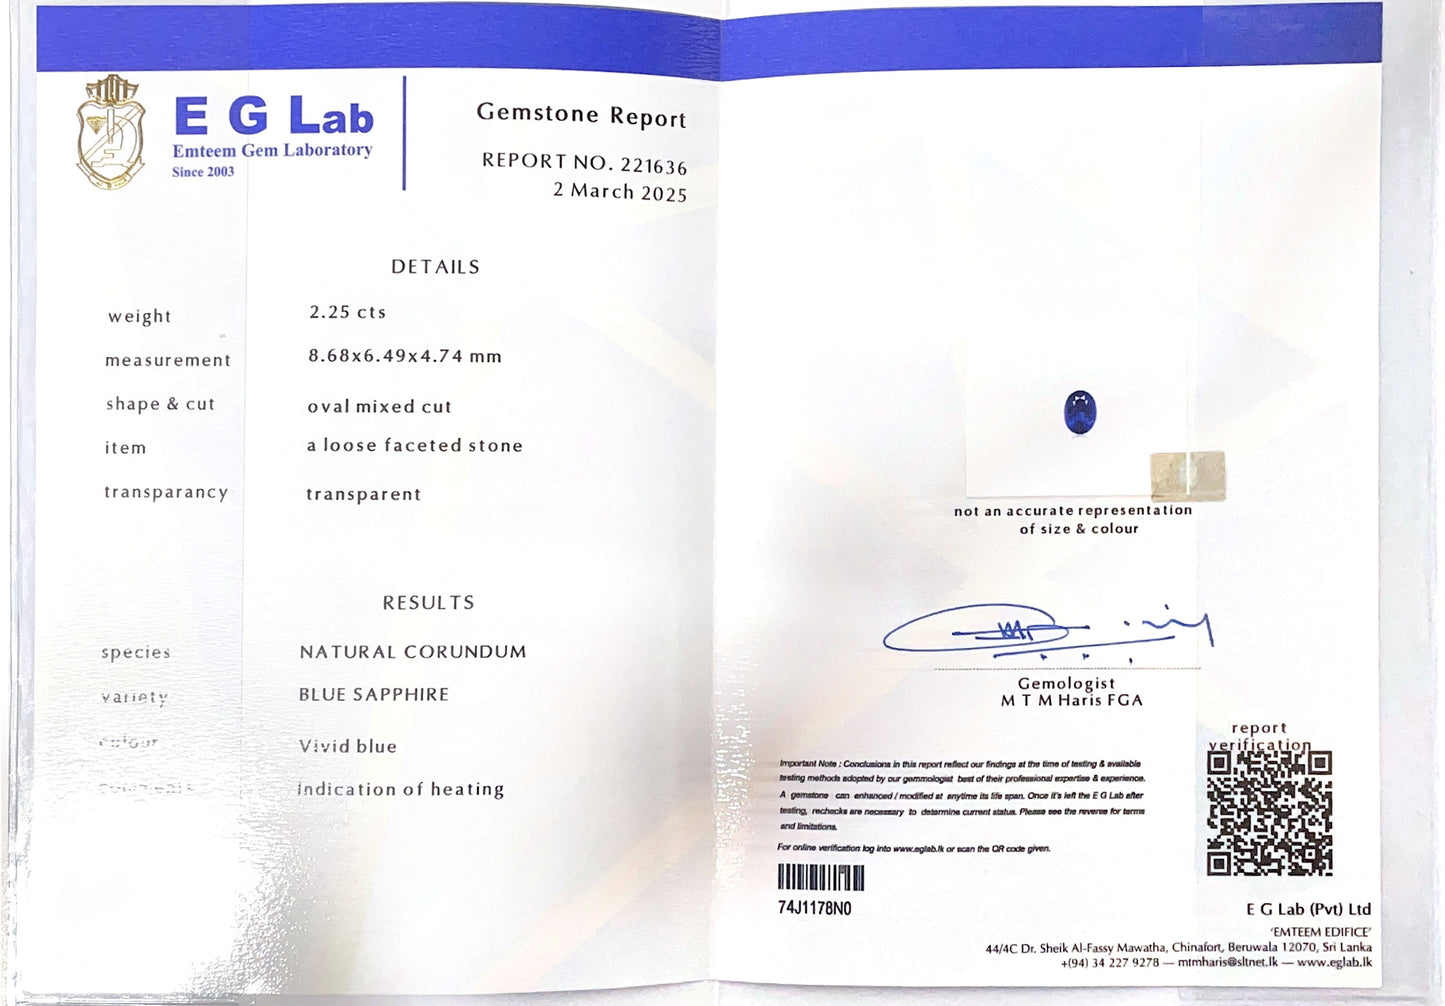 E G Lab
Emteem Gem Laboratory
Since 2003
Gemstone Report
REPORT NO. 221636
2 March 2025
DETAILS
weight 2.25 cts
measurement 8.68x6.49x4.74 mm
shape & cut oval mixed cut
item a loose faceted stone
transparancy transparent
RESULTS
species NATURAL CORUNDUM
variety BLUE SAPPHIRE
colour Vivid blue
indication of heating
not an accurate representation
of size & colour
Gemologist
M T M Haris FGA
report
verification
Important Note : Conclusions in this report reflect our findings at the time of testing & available
testing methods adopted by our gemmologist best of their professional expertise & experience.
A gemstone can enhanced / modified at anytime its life span. Once it's left the E G Lab after
testing, rechecks are necessary to determine current status. Please see the reverse for terms
and limitations.
For online verification log into www.eglab.lk or scan the QR code given.
74J1178N0
E G Lab (Pvt) Ltd
'EMTEEM EDIFICE'
44/4C Dr. Sheik Al-Fassy Mawatha, Chinafort, Beruwala 12070, Sri Lanka
+(94) 34 227 9278 — mtmharis@sltnet.lk — www.eglab.lk